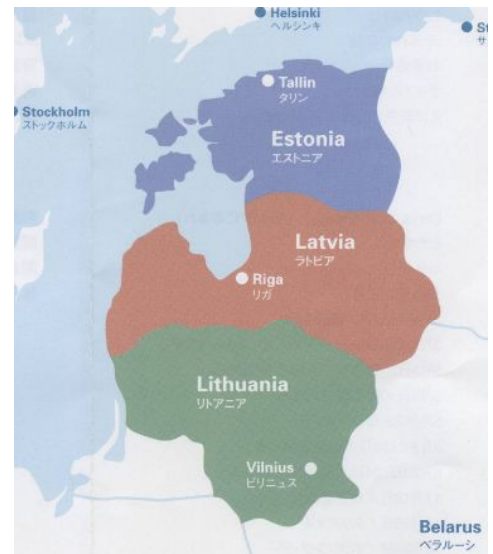 Helsinki
ヘルシンキ
St
サ
Tallin
タリン
Stockholm
ストックホルム
Estonia
エストニア
Latvia
ラトビア
Riga
リガ
Lithuania
リトアニア
Vilnius
ビリニュス
Belarus
ベラルーシ